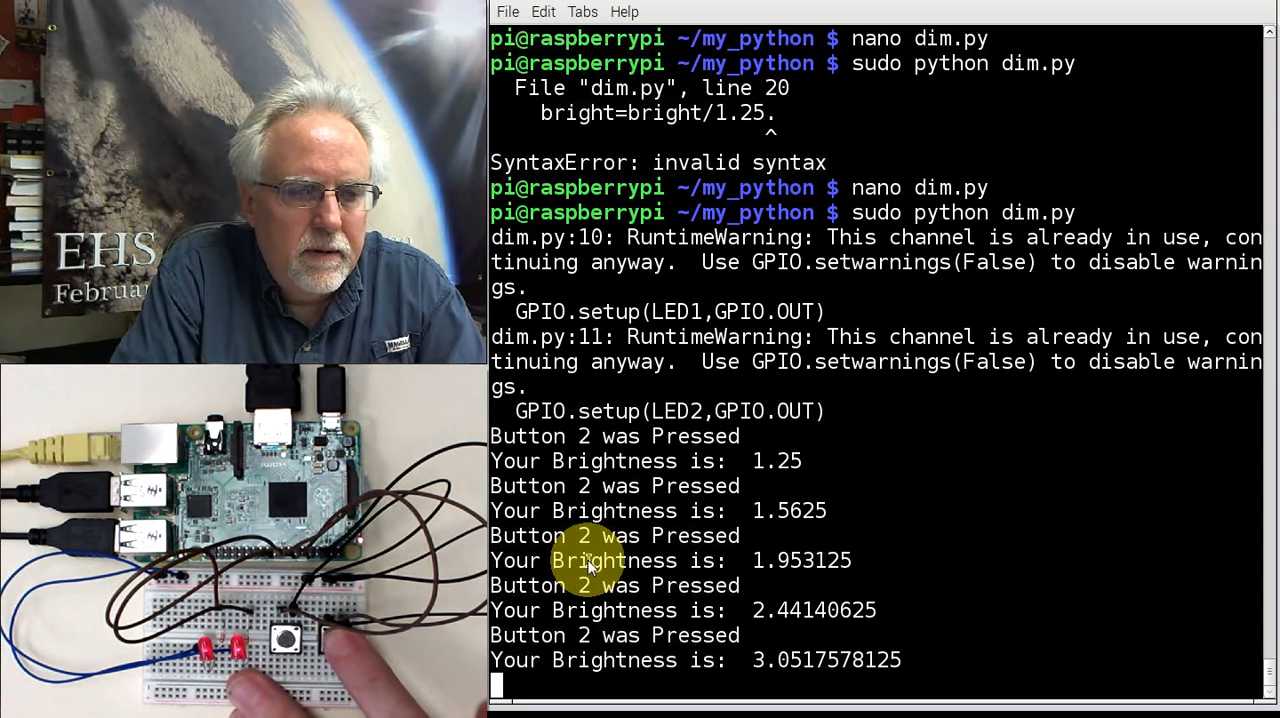 File Edit Tabs Help
pi@raspberrypi ~/my_python $ nano dim.py
pi@raspberrypi ~/my_python $ sudo python dim.py
File "dim.py", line 20
bright=bright/1.25.
^
SyntaxError: invalid syntax
pi@raspberrypi ~/my_python $ nano dim.py
pi@raspberrypi ~/my_python $ sudo python dim.py
dim.py:10: RuntimeWarning: This channel is already in use, con
tinuing anyway.  Use GPIO.setwarnings(False) to disable warnin
gs.
GPIO.setup(LED1,GPIO.OUT)
dim.py:11: RuntimeWarning: This channel is already in use, con
tinuing anyway.  Use GPIO.setwarnings(False) to disable warnin
gs.
GPIO.setup(LED2,GPIO.OUT)
Button 2 was Pressed
Your Brightness is:  1.25
Button 2 was Pressed
Your Brightness is:  1.5625
Button 2 was Pressed
Your Brightness is:  1.953125
Button 2 was Pressed
Your Brightness is:  2.44140625
Button 2 was Pressed
Your Brightness is:  3.0517578125
EHS
Februa